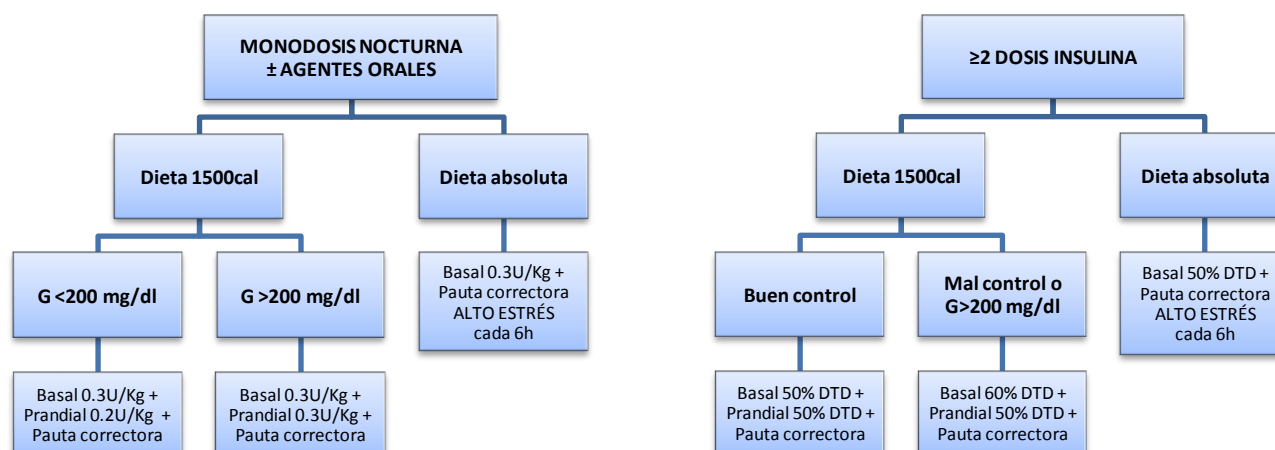 MONODOSIS NOCTURNA
± AGENTES ORALES
Dieta 1500cal
Dieta absoluta
G <200 mg/dl
G >200 mg/dl
Basal 0.3U/Kg +
Pauta correctora
ALTO ESTRÉS
cada 6h
Basal 0.3U/Kg +
Prandial 0.2U/Kg +
Pauta correctora
Basal 0.3U/Kg +
Prandial 0.3U/Kg +
Pauta correctora
≥2 DOSIS INSULINA
Dieta 1500cal
Dieta absoluta
Buen control
Mal control o
G>200 mg/dl
Basal 50% DTD +
Pauta correctora
ALTO ESTRÉS
cada 6h
Basal 50% DTD +
Prandial 50% DTD +
Pauta correctora
Basal 60% DTD +
Prandial 50% DTD +
Pauta correctora